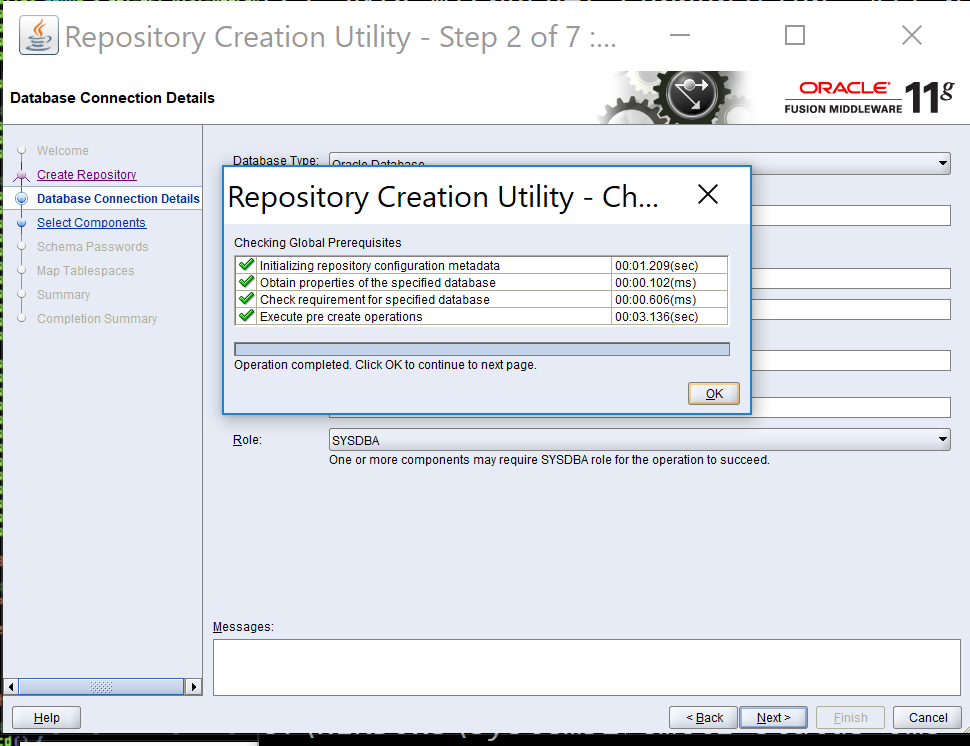 Repository Creation Utility - Step 2 of 7 :...
Database Connection Details
ORACLE
FUSION MIDDLEWARE 11g
Welcome
Create Repository
Database Connection Details
Select Components
Schema Passwords
Map Tablespaces
Summary
Completion Summary
Database Type: Oracle Database
Repository Creation Utility - Ch...
Checking Global Prerequisites
Initializing repository configuration metadata 00:01.209(sec)
Obtain properties of the specified database 00:00.102(ms)
Check requirement for specified database 00:00.606(ms)
Execute pre create operations 00:03.136(sec)
Operation completed. Click OK to continue to next page.
OK
Role: SYSDBA
One or more components may require SYSDBA role for the operation to succeed.
Messages:
Help < Back Next > Finish Cancel